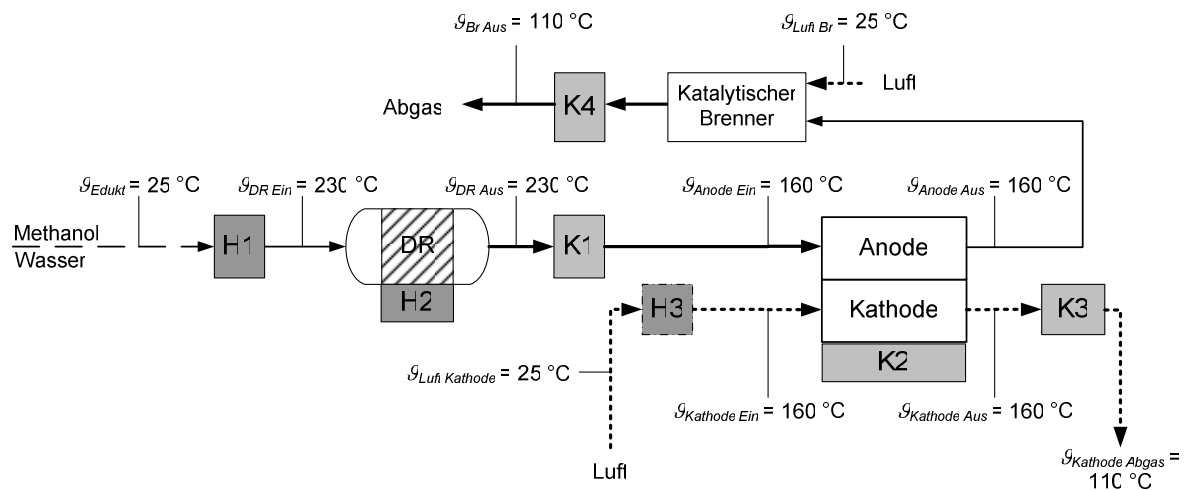 𝜗Br Aus = 110 °C
𝜗Luft Br = 25 °C
Luft
Abgas
K4
Katalytischer
Brenner
𝜗Edukt = 25 °C
𝜗DR Ein = 230 °C
𝜗DR Aus = 230 °C
𝜗Anode Ein = 160 °C
𝜗Anode Aus = 160 °C
Methanol
Wasser
H1
DR
H2
K1
Anode
H3
Kathode
K3
K2
𝜗Luft Kathode = 25 °C
𝜗Kathode Ein = 160 °C
𝜗Kathode Aus = 160 °C
Luft
𝜗Kathode Abgas =
110 °C